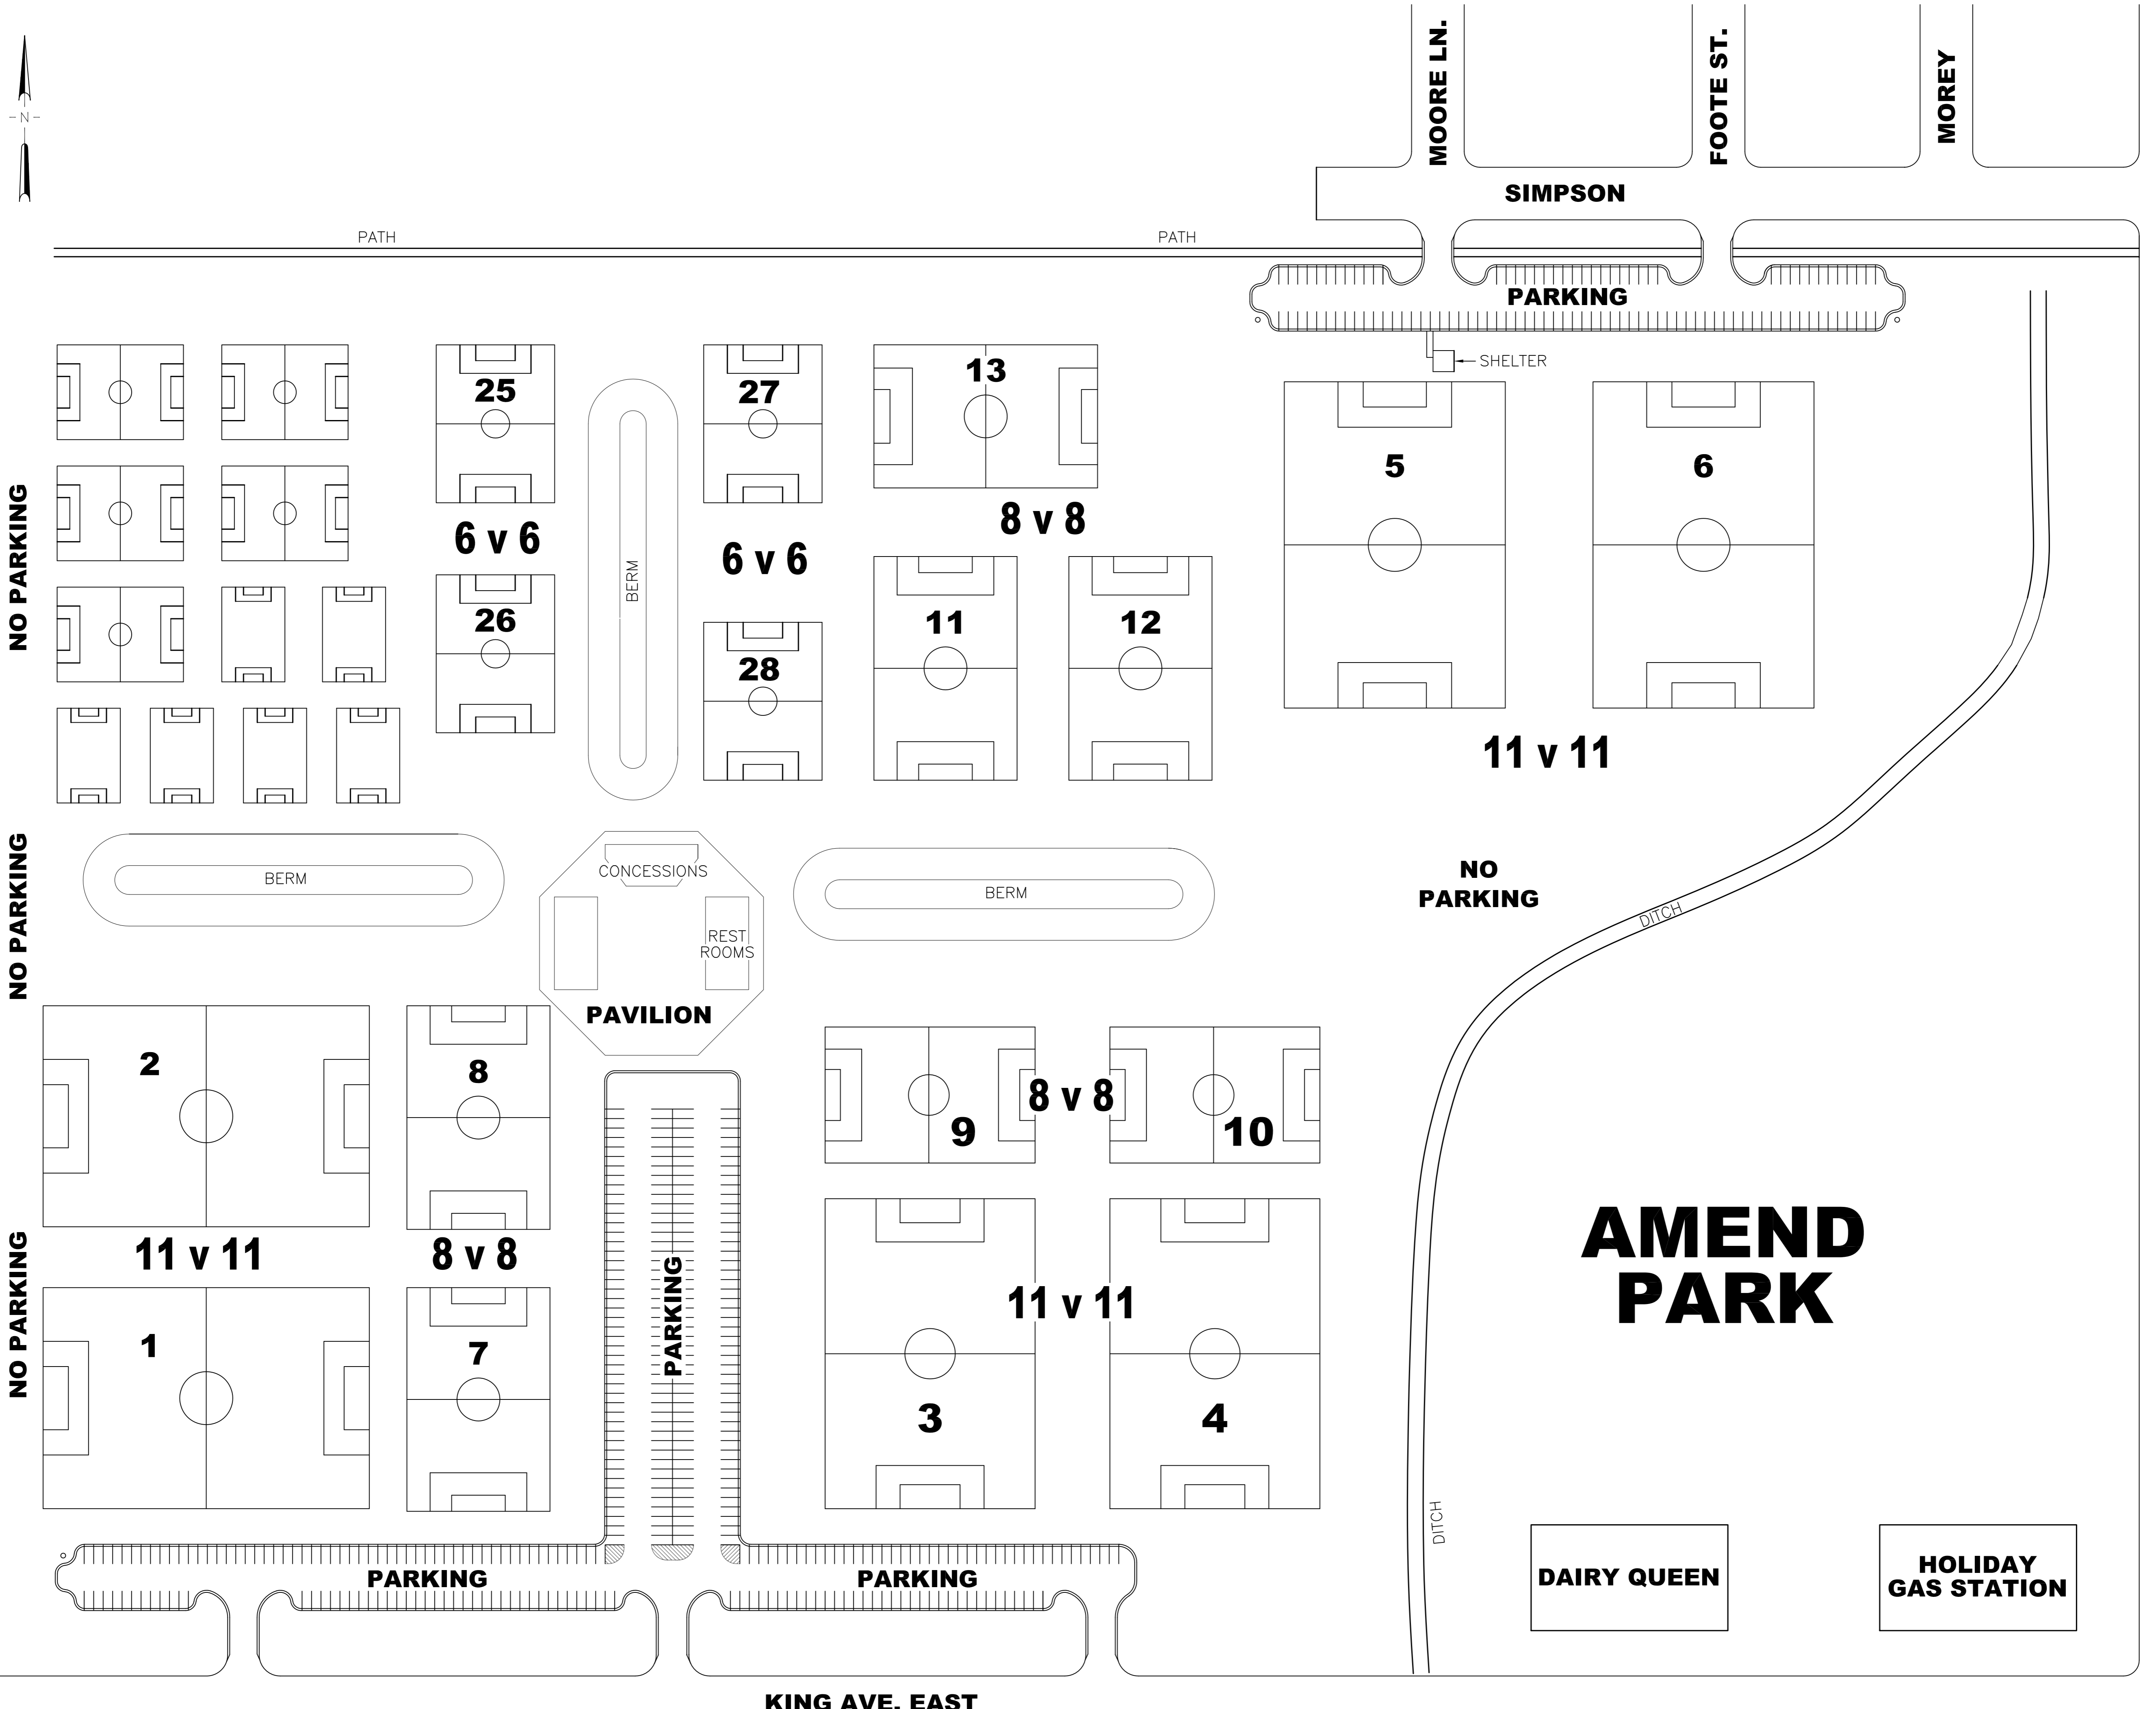 MOORE LN.
FOOTE ST.
MOREY
N
SIMPSON
PATH
PATH
PARKING
SHELTER
25
27
13
5
6
NO PARKING
6 v 6
8 v 8
6 v 6
BERM
26
11
12
28
11 v 11
NO PARKING
BERM
CONCESSIONS
BERM
NO
PARKING
DITCH
REST
ROOMS
PAVILION
2
8
8 v 8
9
10
NO PARKING
11 v 11
8 v 8
PARKING
11 v 11
AMEND
PARK
1
7
3
4
DITCH
PARKING
PARKING
DAIRY QUEEN
HOLIDAY
GAS STATION
KING AVE. EAST